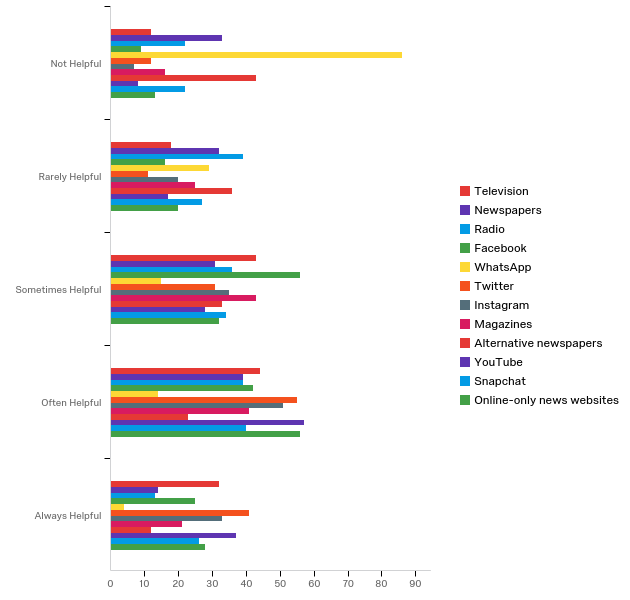 Not Helpful
Rarely Helpful
Sometimes Helpful
Often Helpful
Always Helpful
0 10 20 30 40 50 60 70 80 90
Television
Newspapers
Radio
Facebook
WhatsApp
Twitter
Instagram
Magazines
Alternative newspapers
YouTube
Snapchat
Online-only news websites